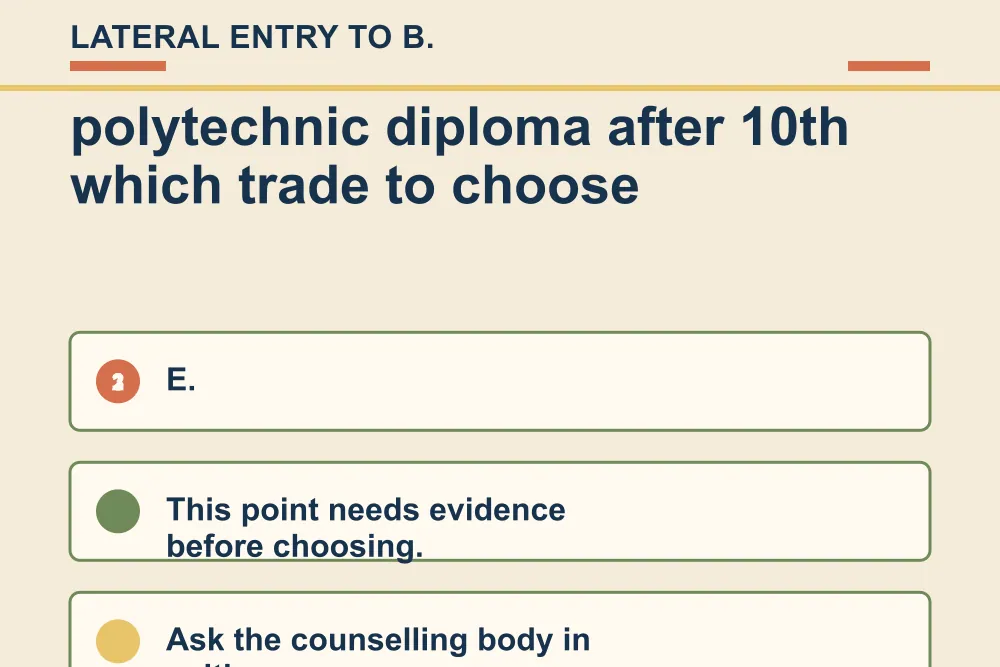 LATERAL ENTRY TO B.
polytechnic diploma after 10th
which trade to choose
E.
This point needs evidence
before choosing.
Ask the counselling body in